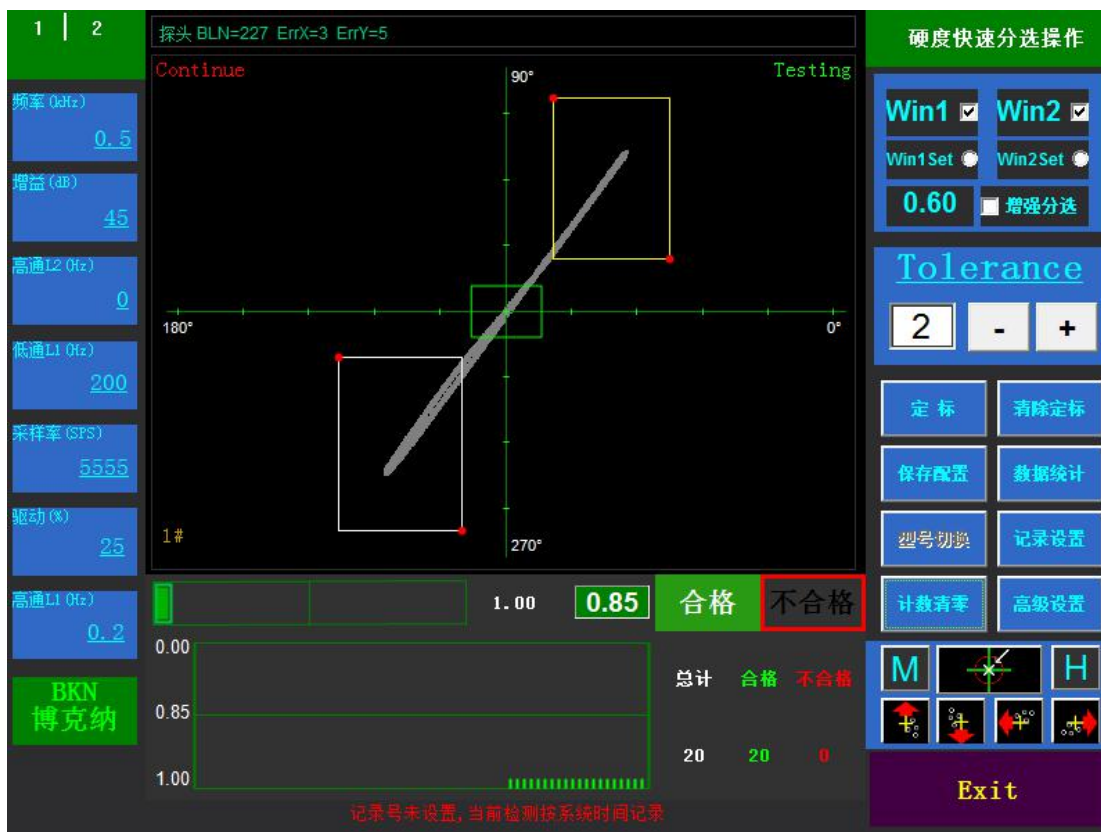 1 | 2
探头 BLN=227 ErrX=3 ErrY=5
硬度快速分选操作
Continue
Testing
90°
180°
0°
270°
1#
频率(kHz)
0.5
增益(dB)
45
高通L2(Hz)
0
低通L1(Hz)
200
采样率(SPS)
5555
驱动(%)
25
高通L1(Hz)
0.2
BKN
博克纳
Win1 Win2
Win1Set Win2Set
0.60 增强分选
Tolerance
2 - +
定 标 清除定标
保存配置 数据统计
型号切换 记录设置
计数清零 高级设置
M H
Exit
1.00 0.85 合格 不合格
0.00
0.85
1.00
总计 合格 不合格
20 20 0
记录号未设置,当前检测按系统时间记录